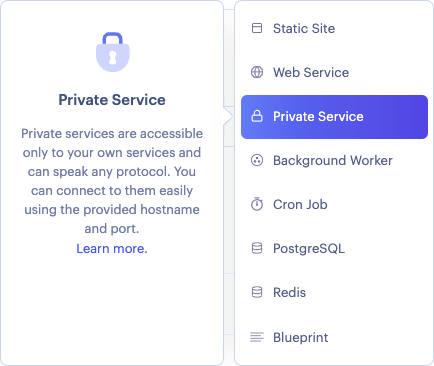 Private Service
Private services are accessible
only to your own services and
can speak any protocol. You
can connect to them easily
using the provided hostname
and port.
Learn more.
Static Site
Web Service
Private Service
Background Worker
Cron Job
PostgreSQL
Redis
Blueprint